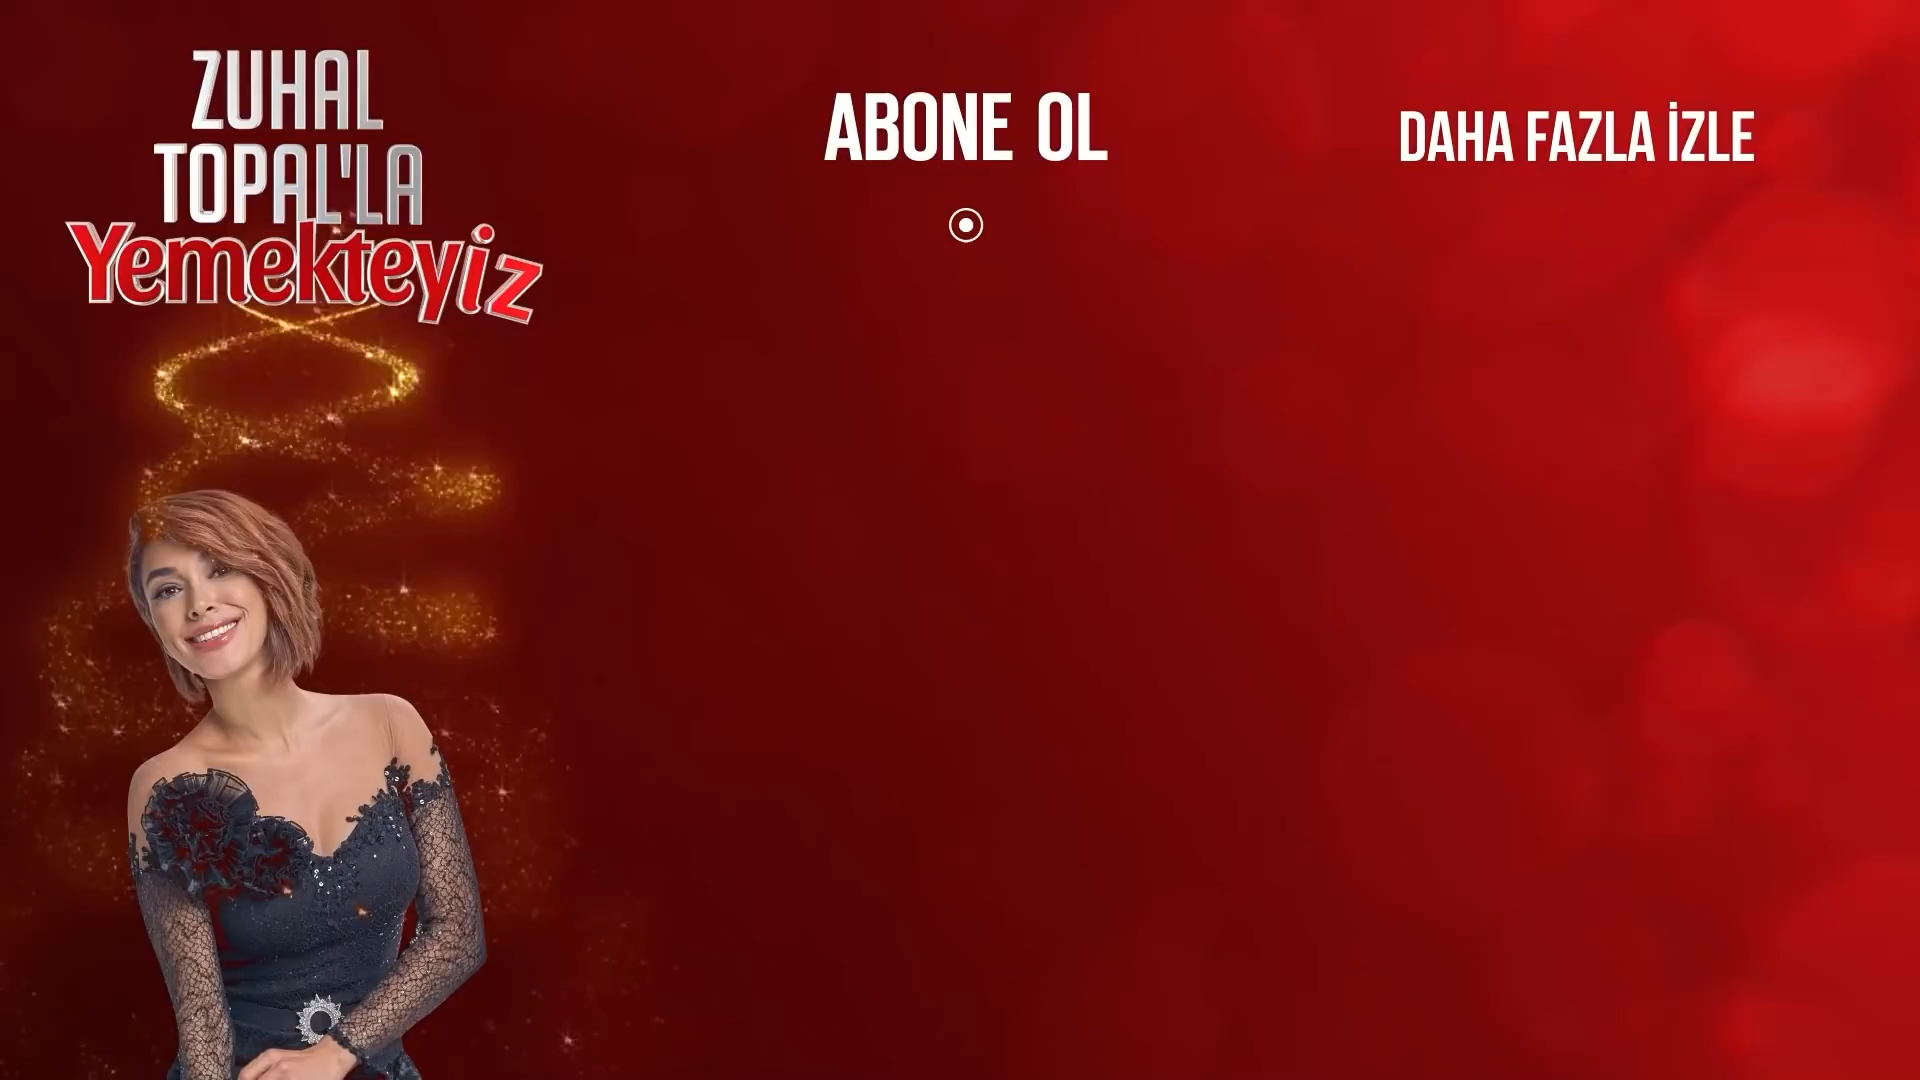 ZUHAL
TOPAL'LA
Yemekteyiz
ABONE OL
DAHA FAZLA İZLE